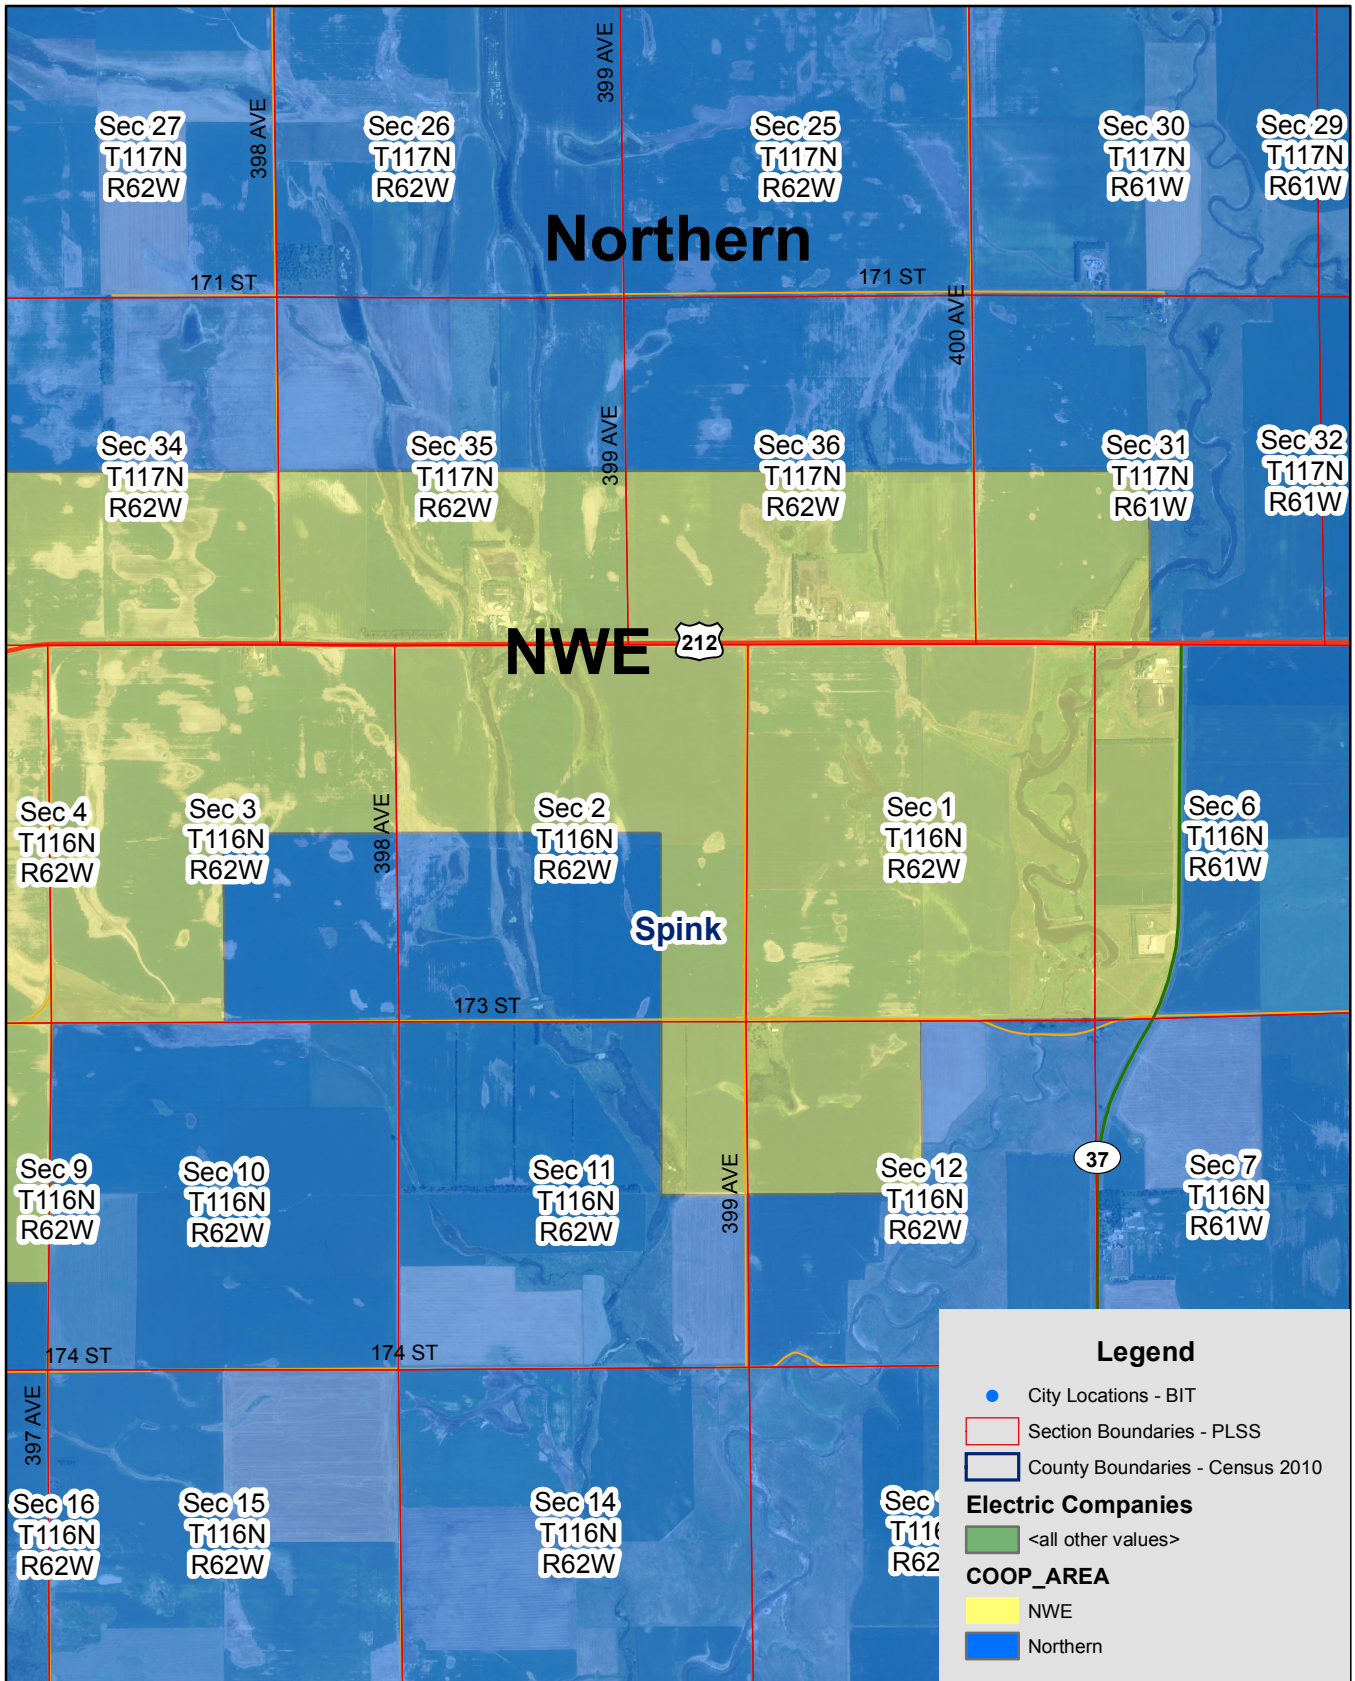 399 AVE
398 AVE
Sec 27
T117N
R62W
Sec 26
T117N
R62W
Sec 25
T117N
R62W
Sec 30
T117N
R61W
Sec 29
T117N
R61W
Northern
171 ST
171 ST
400 AVE
399 AVE
Sec 34
T117N
R62W
Sec 35
T117N
R62W
Sec 36
T117N
R62W
Sec 31
T117N
R61W
Sec 32
T117N
R61W
NWE
212
398 AVE
Sec 4
T116N
R62W
Sec 3
T116N
R62W
Sec 2
T116N
R62W
Sec 1
T116N
R62W
Sec 6
T116N
R61W
Spink
173 ST
399 AVE
37
Sec 9
T116N
R62W
Sec 10
T116N
R62W
Sec 11
T116N
R62W
Sec 12
T116N
R62W
Sec 7
T116N
R61W
174 ST
174 ST
397 AVE
Sec 16
T116N
R62W
Sec 15
T116N
R62W
Sec 14
T116N
R62W
Sec
T116
R62
Legend
City Locations - BIT
Section Boundaries - PLSS
County Boundaries - Census 2010
Electric Companies
<all other values>
COOP_AREA
NWE
Northern